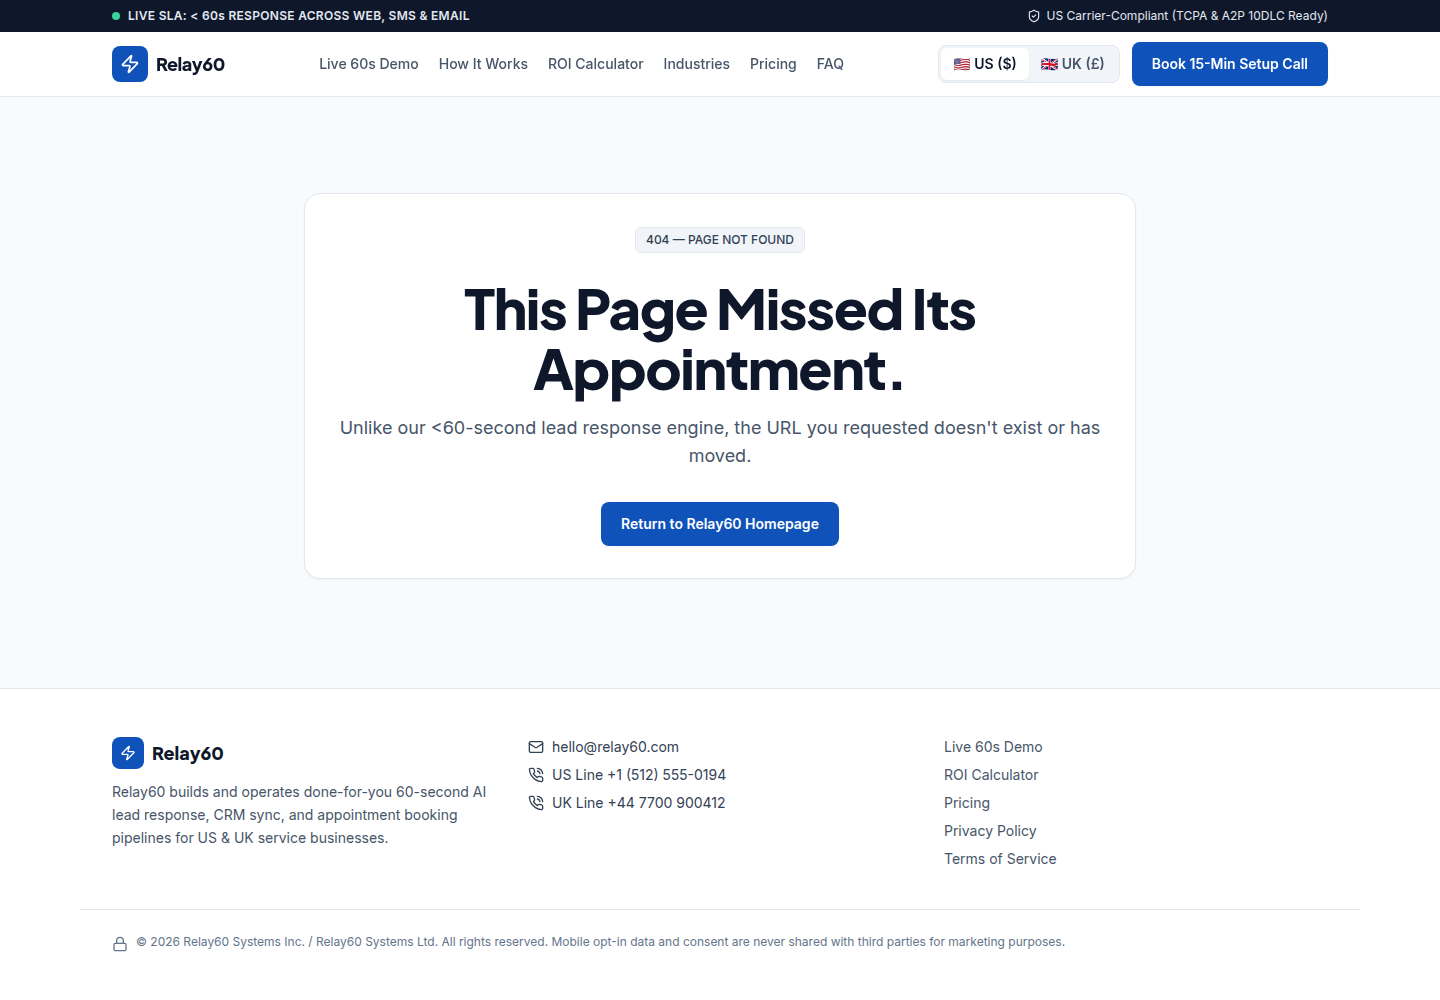 LIVE SLA: < 60s RESPONSE ACROSS WEB, SMS & EMAIL
US Carrier-Compliant (TCPA & A2P 10DLC Ready)
Relay60
Live 60s Demo
How It Works
ROI Calculator
Industries
Pricing
FAQ
🇺🇸 US ($)
🇬🇧 UK (£)
Book 15-Min Setup Call
404 — PAGE NOT FOUND
This Page Missed Its
Appointment.
Unlike our <60-second lead response engine, the URL you requested doesn't exist or has
moved.
Return to Relay60 Homepage
Relay60
Relay60 builds and operates done-for-you 60-second AI
lead response, CRM sync, and appointment booking
pipelines for US & UK service businesses.
hello@relay60.com
US Line +1 (512) 555-0194
UK Line +44 7700 900412
Live 60s Demo
ROI Calculator
Pricing
Privacy Policy
Terms of Service
© 2026 Relay60 Systems Inc. / Relay60 Systems Ltd. All rights reserved. Mobile opt-in data and consent are never shared with third parties for marketing purposes.